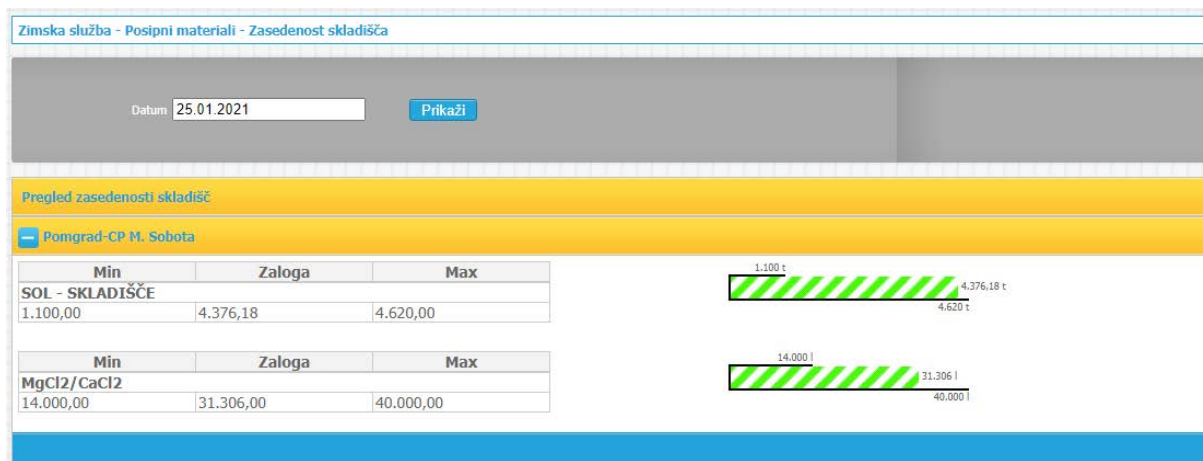 Zimska služba - Posipni materiali - Zasedenost skladišča
Datum 25.01.2021 Prikaži
Pregled zasedenosti skladišč
Pomgrad-CP M. Sobota
Min Zaloga Max
SOL - SKLADIŠČE
1.100,00 4.376,18 4.620,00
1.100 t
4.376,18 t
4.620 t
Min Zaloga Max
MgCl2/CaCl2
14.000,00 31.306,00 40.000,00
14.000 l
31.306 l
40.000 l